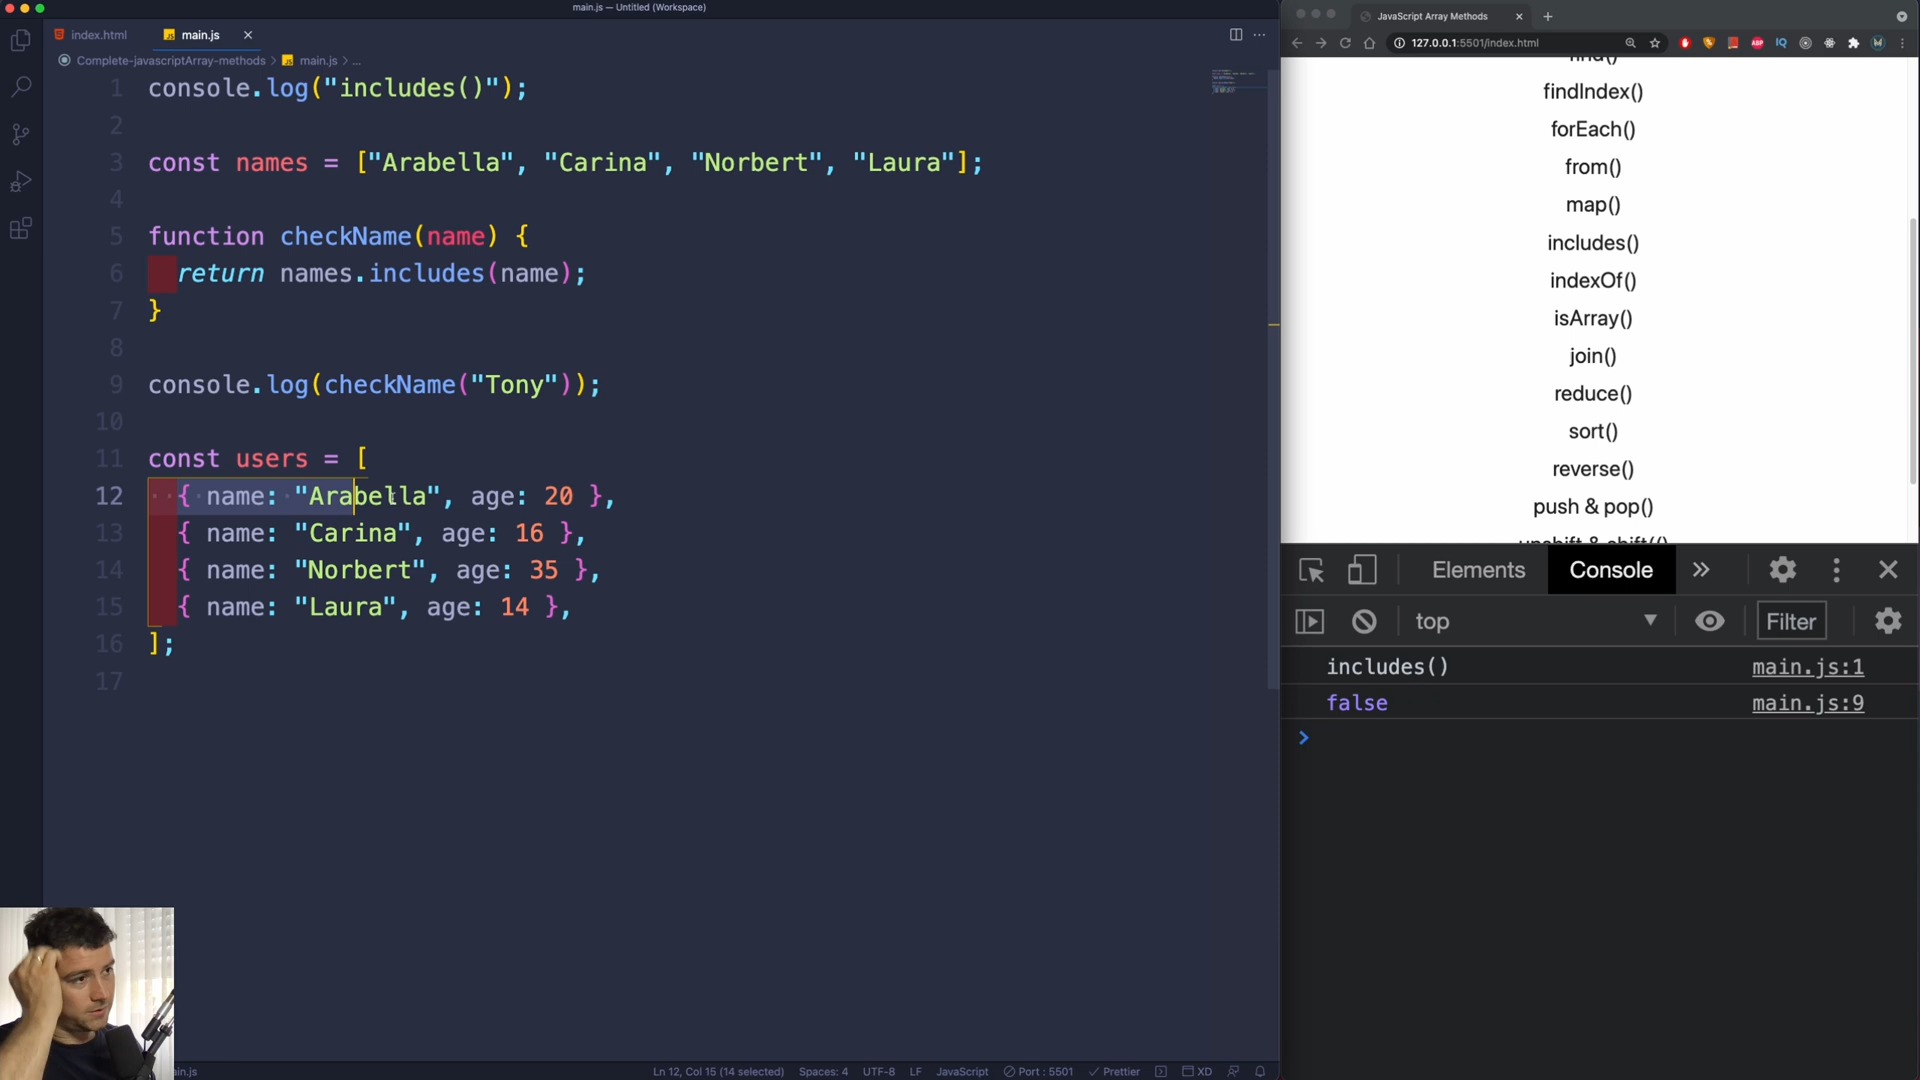 main.js — Untitled (Workspace)
index.html
main.js
Complete-javascriptArray-methods > main.js > ...
1 console.log("includes()");
2
3 const names = ["Arabella", "Carina", "Norbert", "Laura"];
4
5 function checkName(name) {
6 return names.includes(name);
7 }
8
9 console.log(checkName("Tony"));
10
11 const users = [
12 { name: "Arabella", age: 20 },
13 { name: "Carina", age: 16 },
14 { name: "Norbert", age: 35 },
15 { name: "Laura", age: 14 },
16 ];
17
Ln 12, Col 15 (14 selected) Spaces: 4 UTF-8 LF JavaScript Port : 5501 Prettier XD
JavaScript Array Methods
127.0.0.1:5501/index.html
ABP IQ
find()
findIndex()
forEach()
from()
map()
includes()
indexOf()
isArray()
join()
reduce()
sort()
reverse()
push & pop()
Elements Console »
top Filter
includes() main.js:1
false main.js:9
>